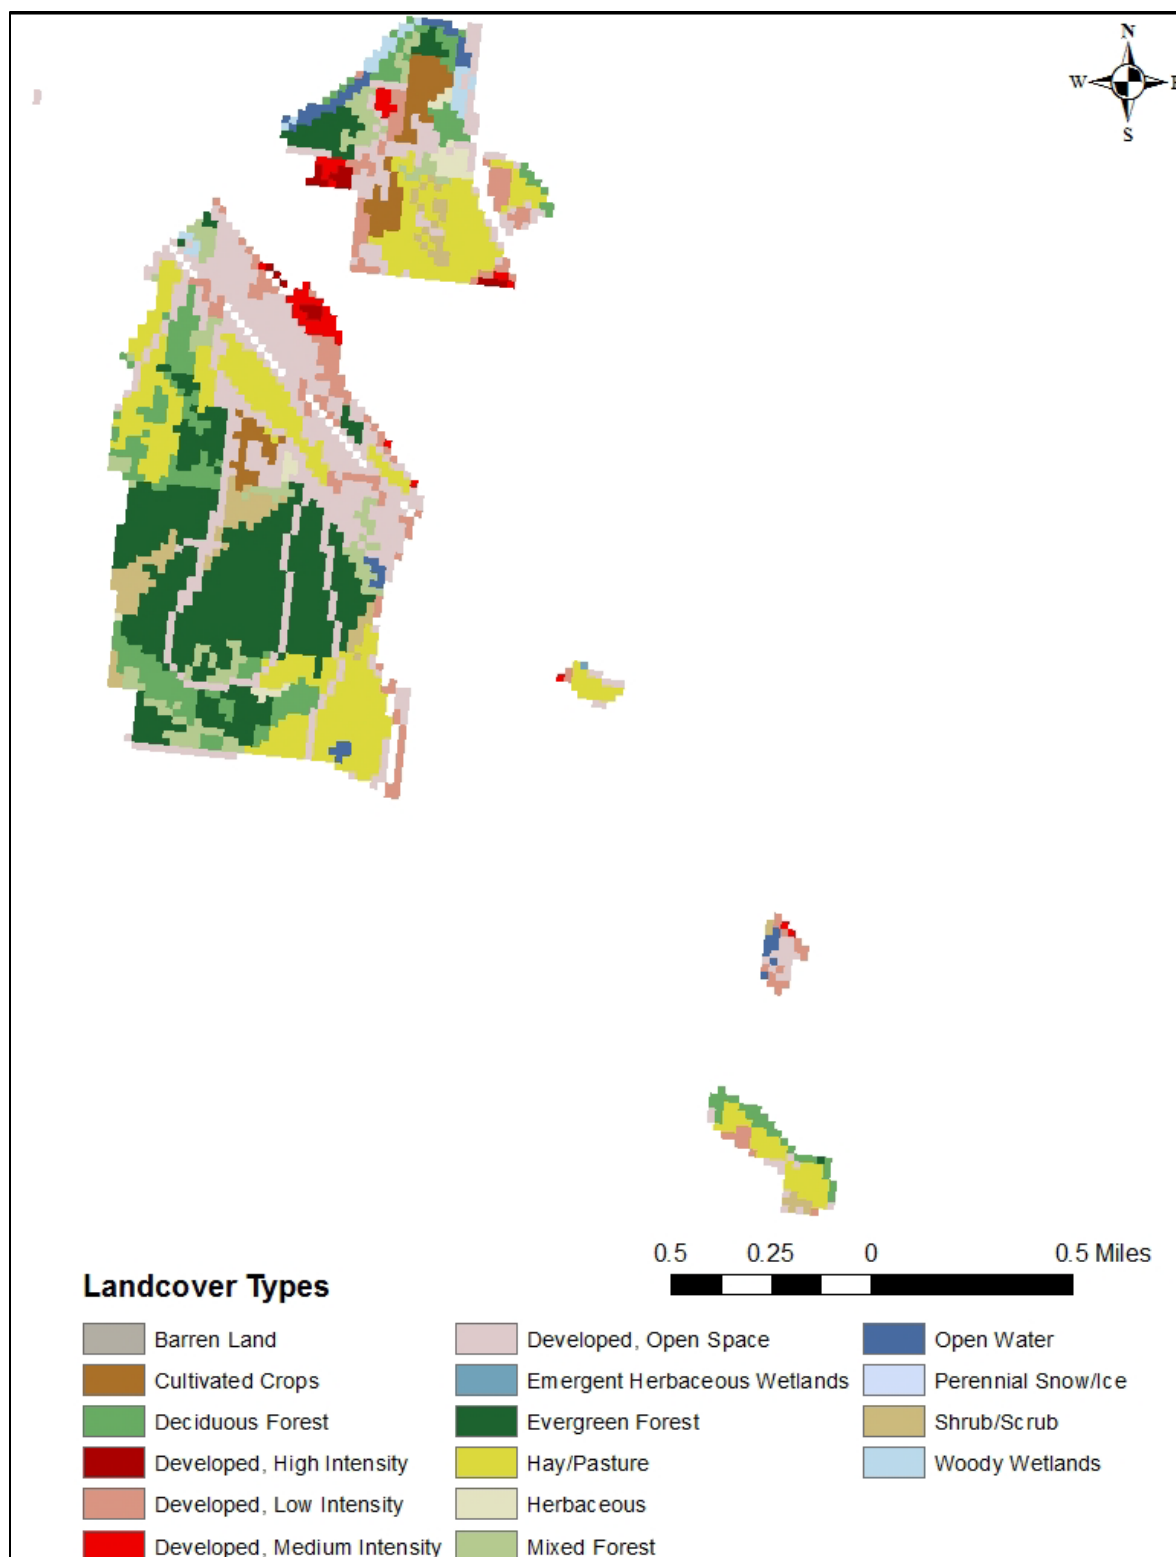 N
W
E
S
0.5 0.25 0 0.5 Miles
Landcover Types
Barren Land
Cultivated Crops
Deciduous Forest
Developed, High Intensity
Developed, Low Intensity
Developed, Medium Intensity
Developed, Open Space
Emergent Herbaceous Wetlands
Evergreen Forest
Hay/Pasture
Herbaceous
Mixed Forest
Open Water
Perennial Snow/Ice
Shrub/Scrub
Woody Wetlands